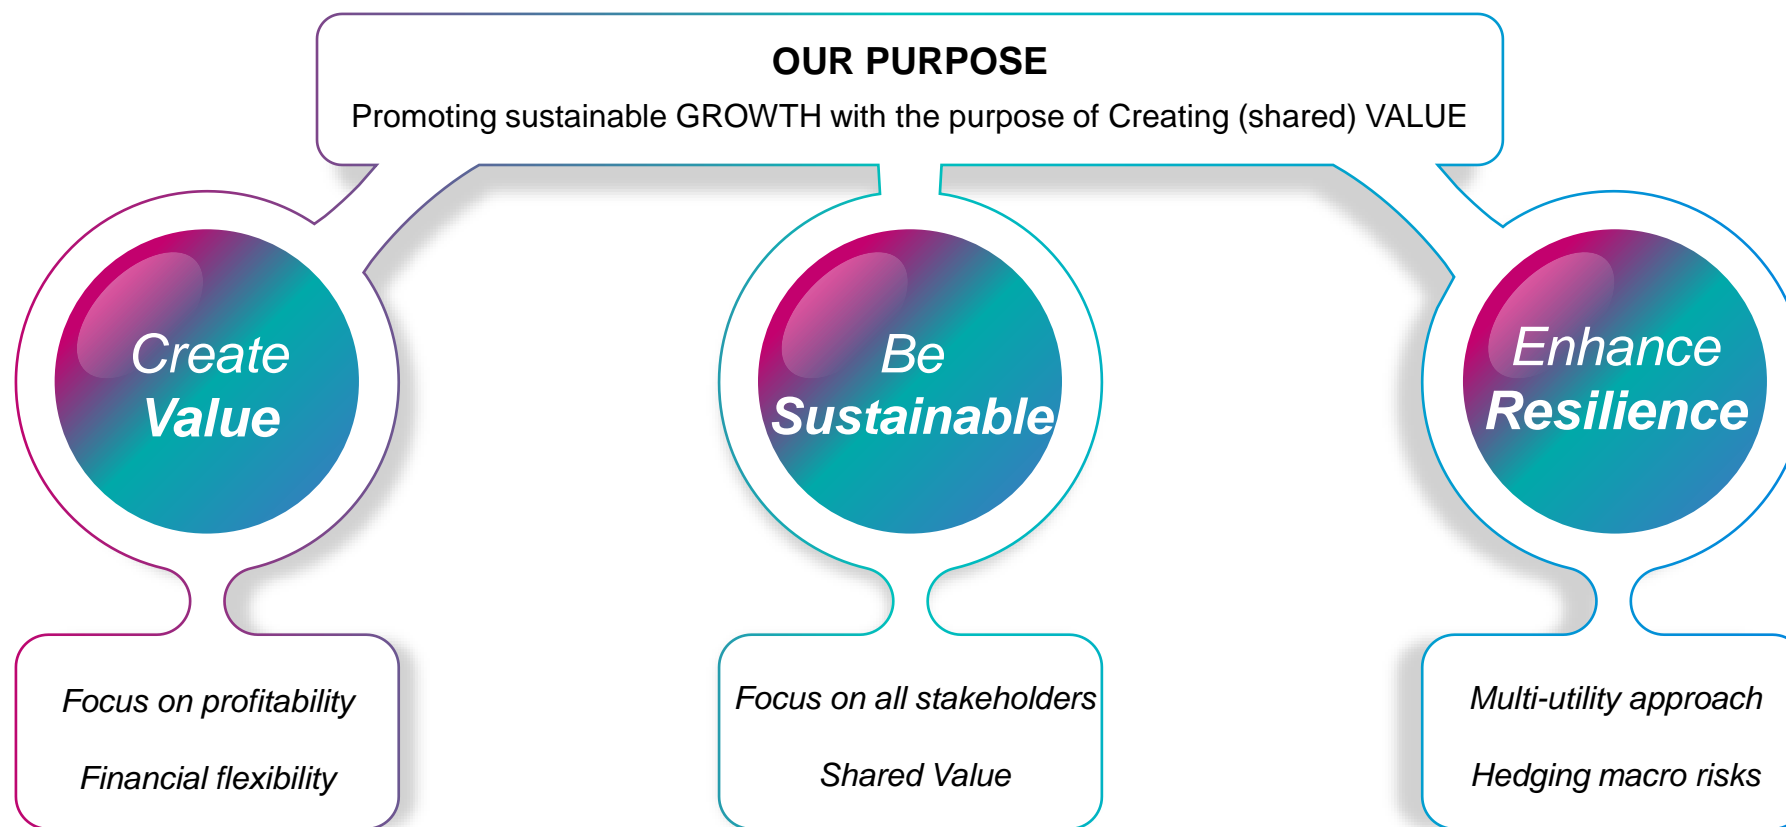 OUR PURPOSE
Promoting sustainable GROWTH with the purpose of Creating (shared) VALUE
Create
Value
Focus on profitability
Financial flexibility
Be
Sustainable
Focus on all stakeholders
Shared Value
Enhance
Resilience
Multi-utility approach
Hedging macro risks